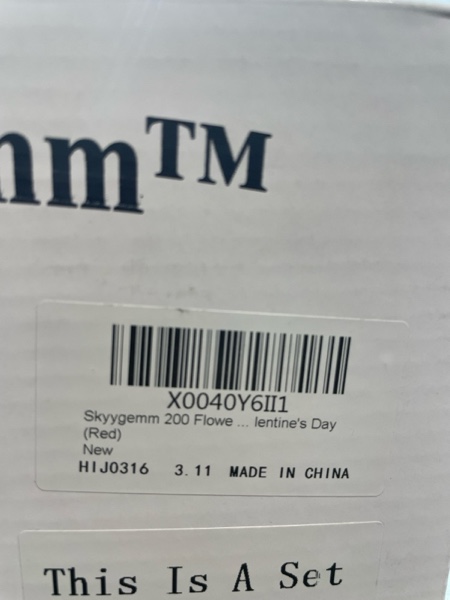 mm™
X0040Y6II1
Skyygemm 200 Flowe ... lentine's Day
(Red)
New
HIJ0316 3.11 MADE IN CHINA
This Is A Set